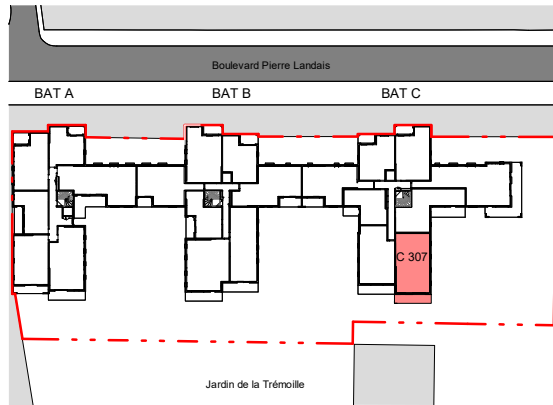 Boulevard Pierre Landais
BAT A BAT B BAT C
C 307
Jardin de la Trémoille